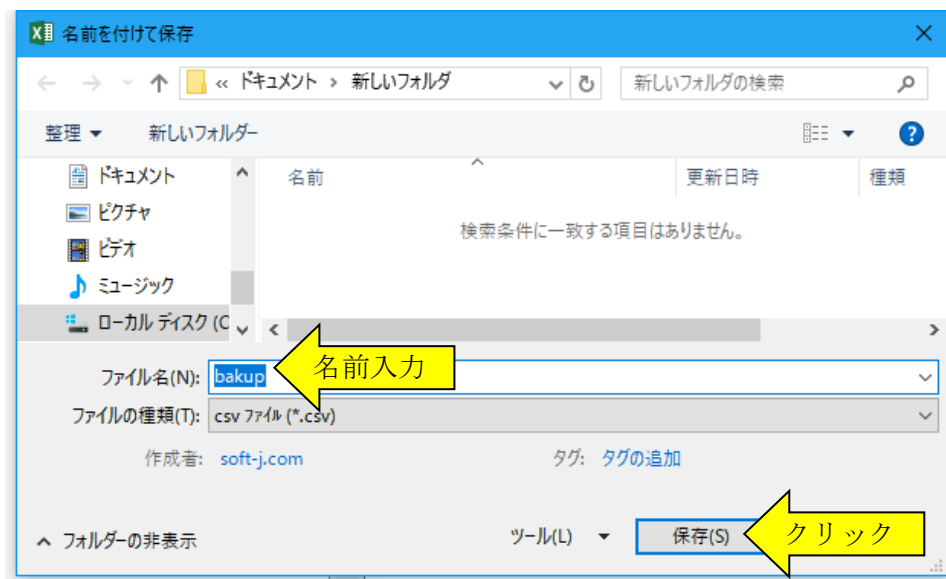 名前を付けて保存
« ドキュメント › 新しいフォルダ
新しいフォルダの検索
整理 新しいフォルダー
ドキュメント
ピクチャ
ビデオ
ミュージック
ローカル ディスク (C
名前 更新日時 種類
検索条件に一致する項目はありません。
ファイル名(N): bakup
名前入力
ファイルの種類(T): csv ファイル (*.csv)
作成者: soft-j.com タグ: タグの追加
フォルダーの非表示 ツール(L) 保存(S)
クリック